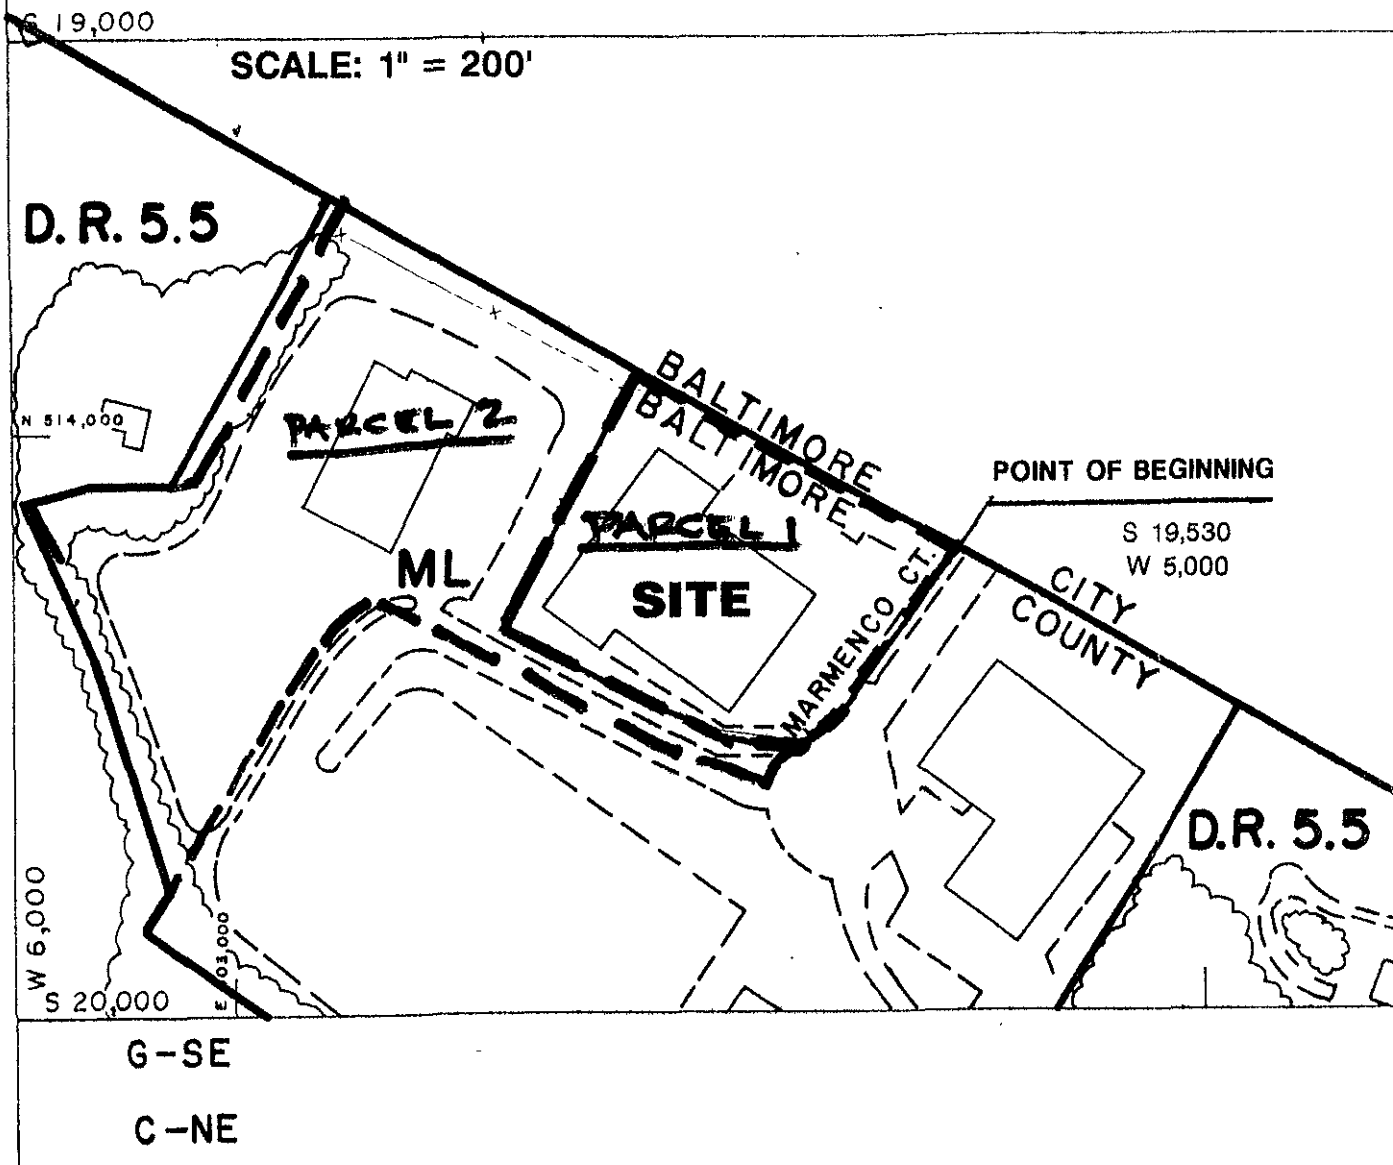 S 19,000
SCALE: 1" = 200'
D.R. 5.5
N 514,000
PARCEL 2
BALTIMORE
BALTIMORE
POINT OF BEGINNING
S 19,530
W 5,000
PARCEL 1
SITE
ML
MARMENCO CT.
CITY
COUNTY
D.R. 5.5
W 6,000
S 20,000
G-SE
C-NE